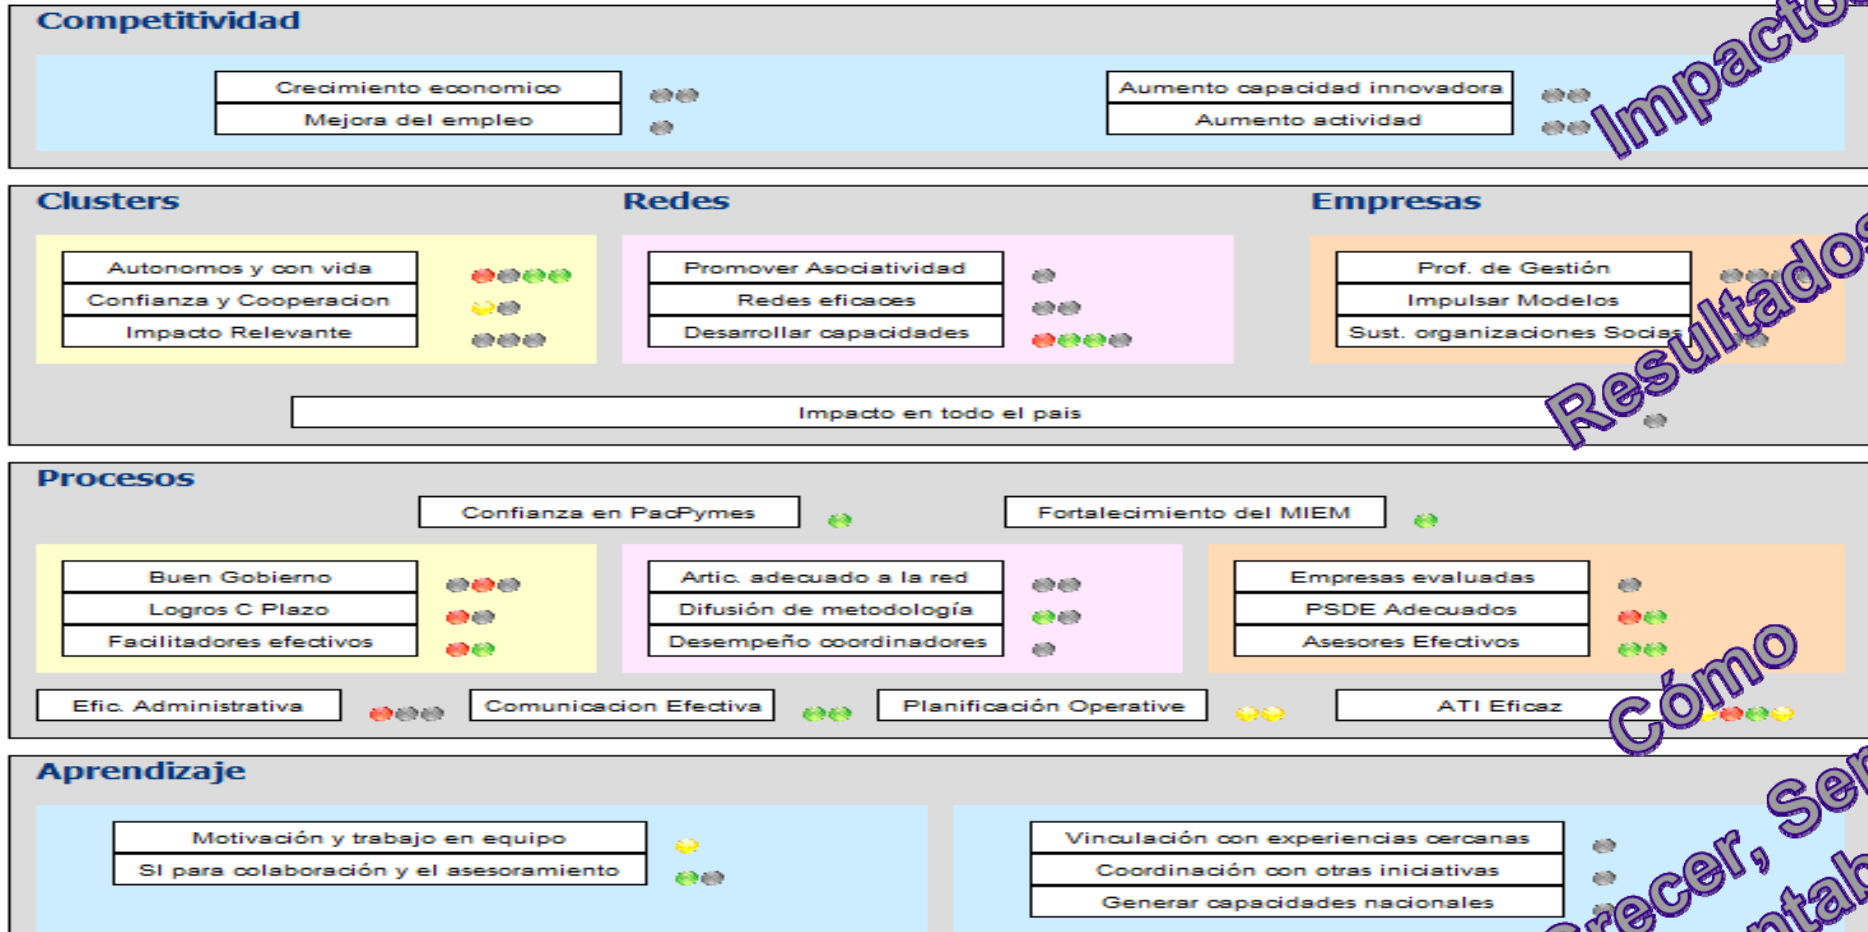 Competitividad
Impactos
Crecimiento economico
Aumento capacidad innovadora
Mejora del empleo
Aumento actividad
Clusters Redes Empresas
Autonomos y con vida
Promover Asociatividad
Prof. de Gestión
Confianza y Cooperacion
Redes eficaces
Impulsar Modelos
Impacto Relevante
Desarrollar capacidades
Sust. organizaciones Socias
Resultados
Impacto en todo el pais
Procesos
Confianza en PacPymes
Fortalecimiento del MIEM
Buen Gobierno
Artic. adecuado a la red
Empresas evaluadas
Logros C Plazo
Difusión de metodología
PSDE Adecuados
Facilitadores efectivos
Desempeño coordinadores
Asesores Efectivos
Cómo
Efic. Administrativa
Comunicacion Efectiva
Planificación Operative
ATI Eficaz
Aprendizaje
Motivación y trabajo en equipo
Vinculación con experiencias cercanas
SI para colaboración y el asesoramiento
Coordinación con otras iniciativas
Generar capacidades nacionales